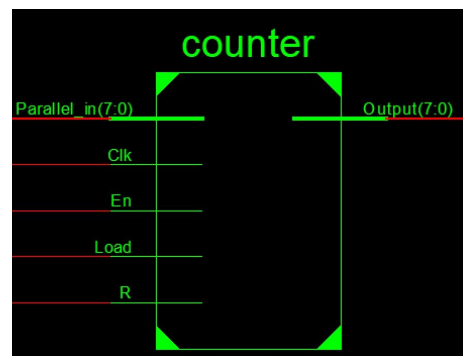 counter
Parallel_in(7:0)
Output(7:0)
Clk
En
Load
R